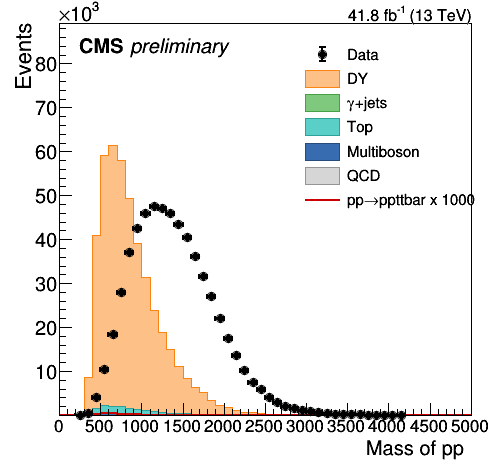 ×10³
41.8 fb⁻¹ (13 TeV)
CMS preliminary
Events
80
60
50
40
30
20
10
Data
DY
γ+jets
Top
Multiboson
QCD
pp→ppttbar x 1000
0 500 1000 1500 2000 2500 3000 3500 4000 4500 5000
Mass of pp